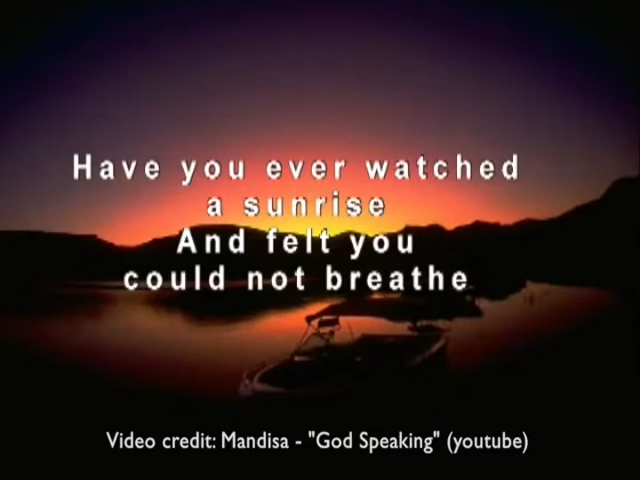 Have you ever watched
a sunrise
And felt you
could not breathe
Video credit: Mandisa - "God Speaking" (youtube)